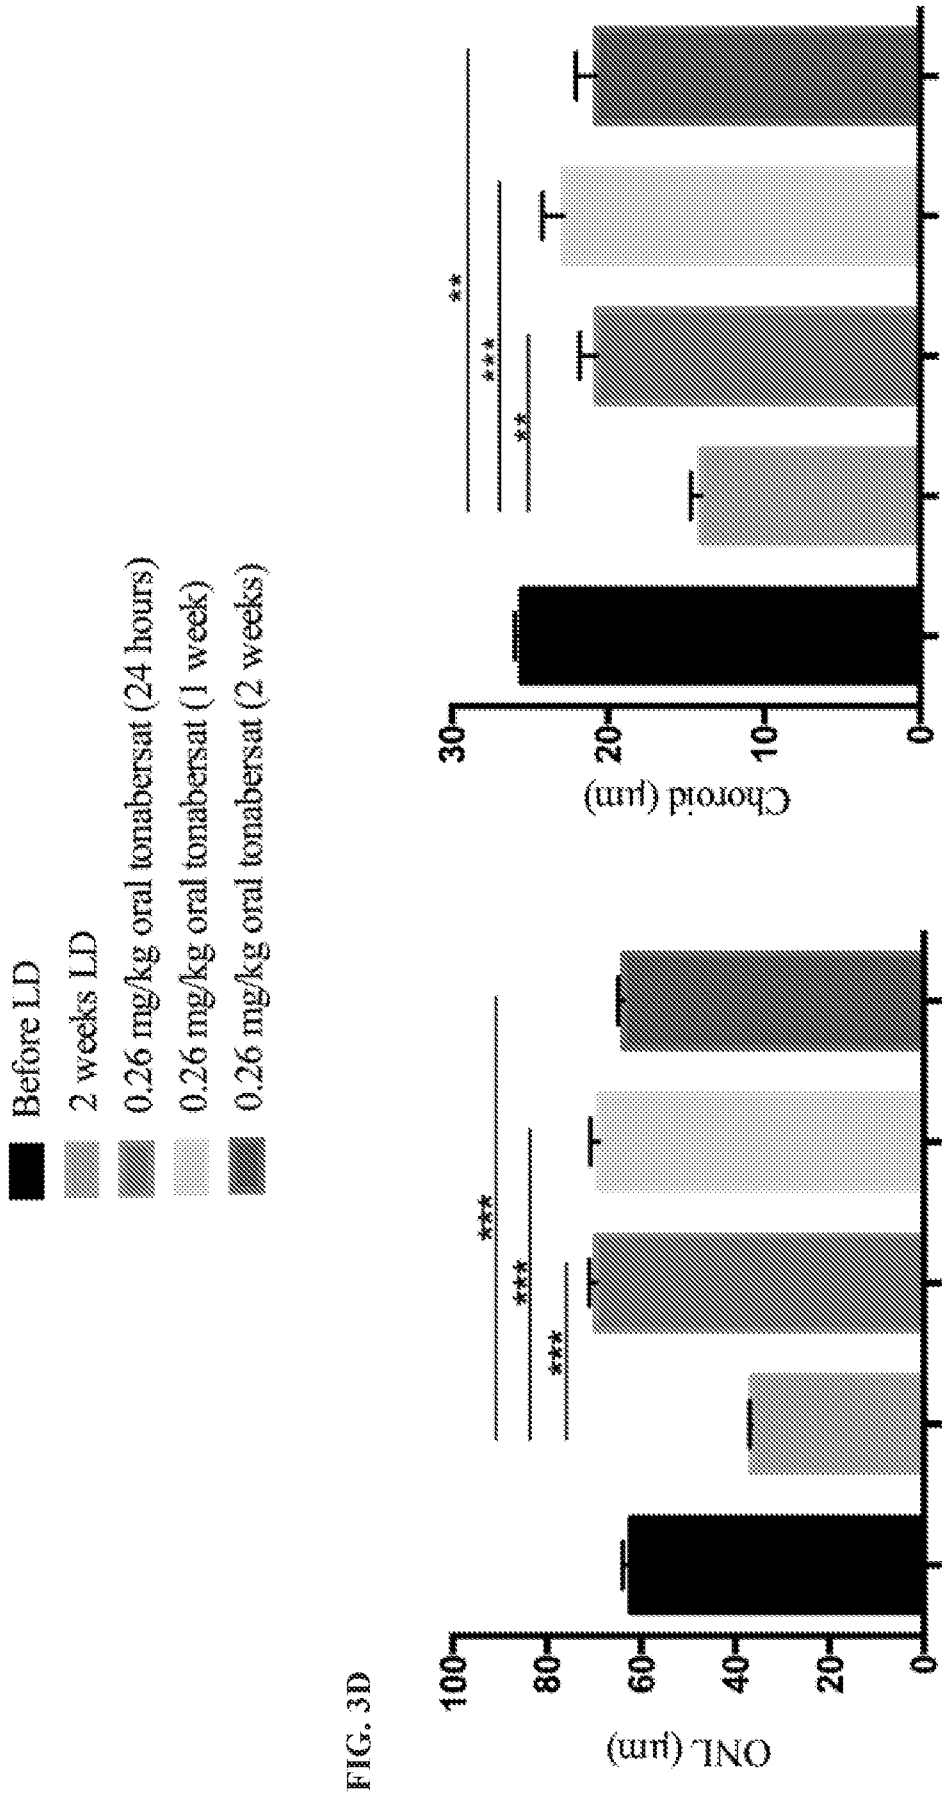 Before LD
2 weeks LD
0.26 mg/kg oral tonabersat (24 hours)
0.26 mg/kg oral tonabersat (1 week)
0.26 mg/kg oral tonabersat (2 weeks)
FIG. 3D
ONL (µm)
100
80
60
40
20
0
***
***
***
Choroid (µm)
30
20
10
0
**
***
**